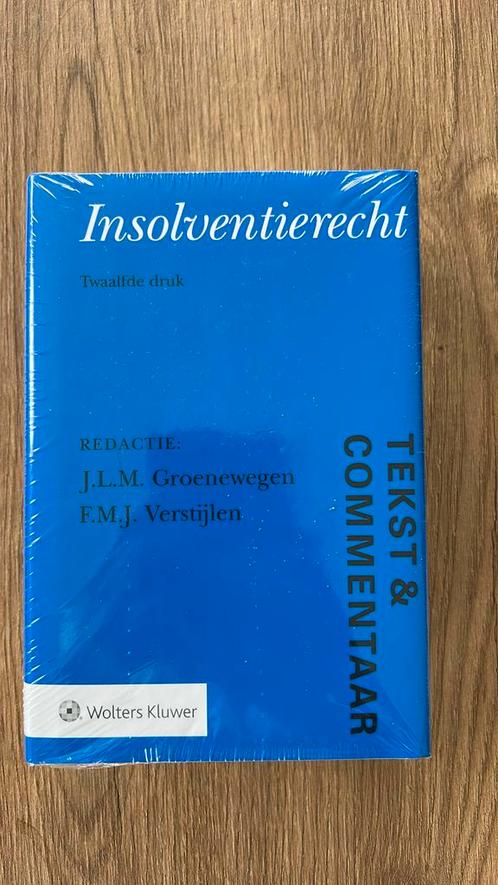 Insolventierecht
Twaalfde druk
REDACTIE:
J.L.M. Groenewegen
F.M.J. Verstijlen
TEKST &
COMMENTAAR
Wolters Kluwer